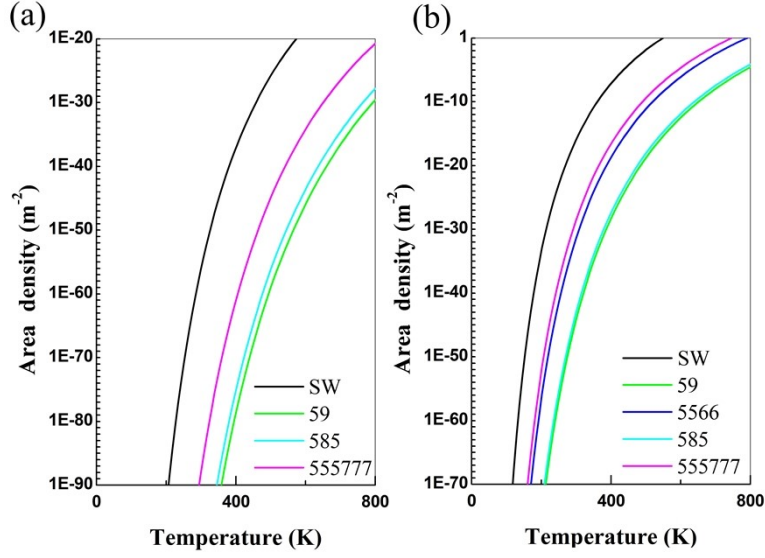 (a)
Area density (m-2)
1E-20
1E-30
1E-40
1E-50
1E-60
1E-70
1E-80
1E-90
0
400
800
Temperature (K)
SW
59
585
555777
(b)
Area density (m-2)
1
1E-10
1E-20
1E-30
1E-40
1E-50
1E-60
1E-70
0
400
800
Temperature (K)
SW
59
5566
585
555777